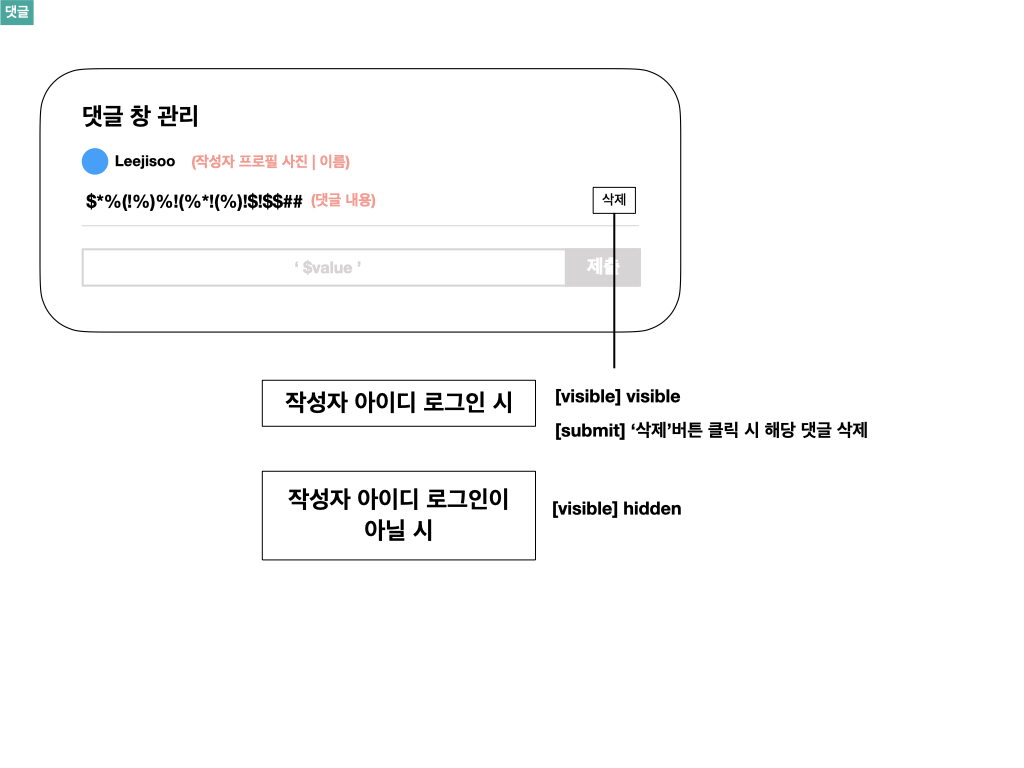 댓글
댓글 창 관리
Leejisoo (작성자 프로필 사진 | 이름)
$*%(!%)%!(%*!(%)!$!$$## (댓글 내용)
삭제
‘ $value ’
제출
작성자 아이디 로그인 시
[visible] visible
[submit] ‘삭제’버튼 클릭 시 해당 댓글 삭제
작성자 아이디 로그인이
아닐 시
[visible] hidden